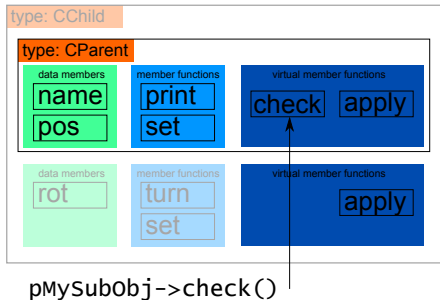 type: CChild
type: CParent
data members
member functions
virtual member functions
name
print
check
apply
pos
set
data members
member functions
virtual member functions
rot
turn
apply
set
pMySubObj->check()